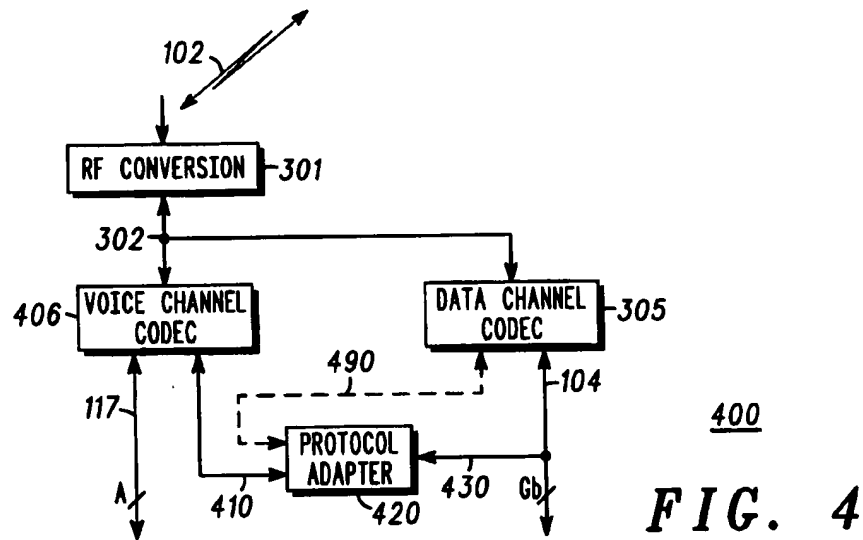 102
RF CONVERSION
301
302
406
VOICE CHANNEL
CODEC
DATA CHANNEL
CODEC
305
490
104
117
400
PROTOCOL
ADAPTER
A
410
420
430
Gb
FIG. 4